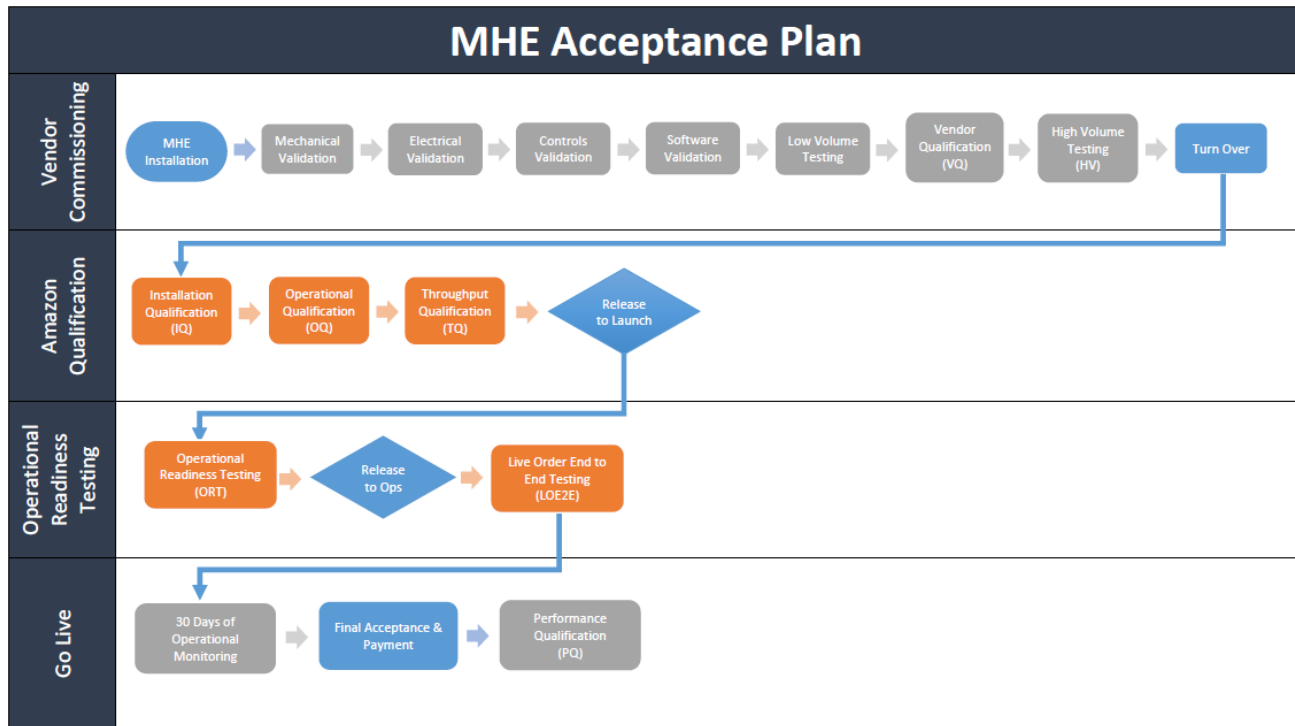 MHE Acceptance Plan
Vendor
Commissioning
MHE
Installation
Mechanical
Validation
Electrical
Validation
Controls
Validation
Software
Validation
Low Volume
Testing
Vendor
Qualification
(VQ)
High Volume
Testing
(HV)
Turn Over
Amazon
Qualification
Installation
Qualification
(IQ)
Operational
Qualification
(OQ)
Throughput
Qualification
(TQ)
Release
to Launch
Operational
Readiness
Testing
Operational
Readiness Testing
(ORT)
Release
to Ops
Live Order End to
End Testing
(LOE2E)
Go Live
30 Days of
Operational
Monitoring
Final Acceptance &
Payment
Performance
Qualification
(PQ)